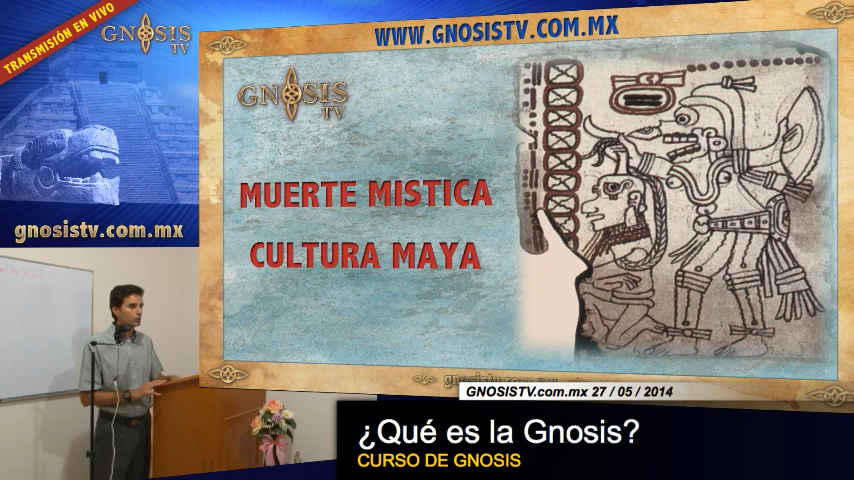 TRANSMISIÓN EN VIVO
GNOSIS
TV
WWW.GNOSISTV.COM.MX
GNOSIS
TV
MUERTE MISTICA
CULTURA MAYA
gnosistv.com.mx
GNOSISTV.com.mx 27 / 05 / 2014
¿Qué es la Gnosis?
CURSO DE GNOSIS